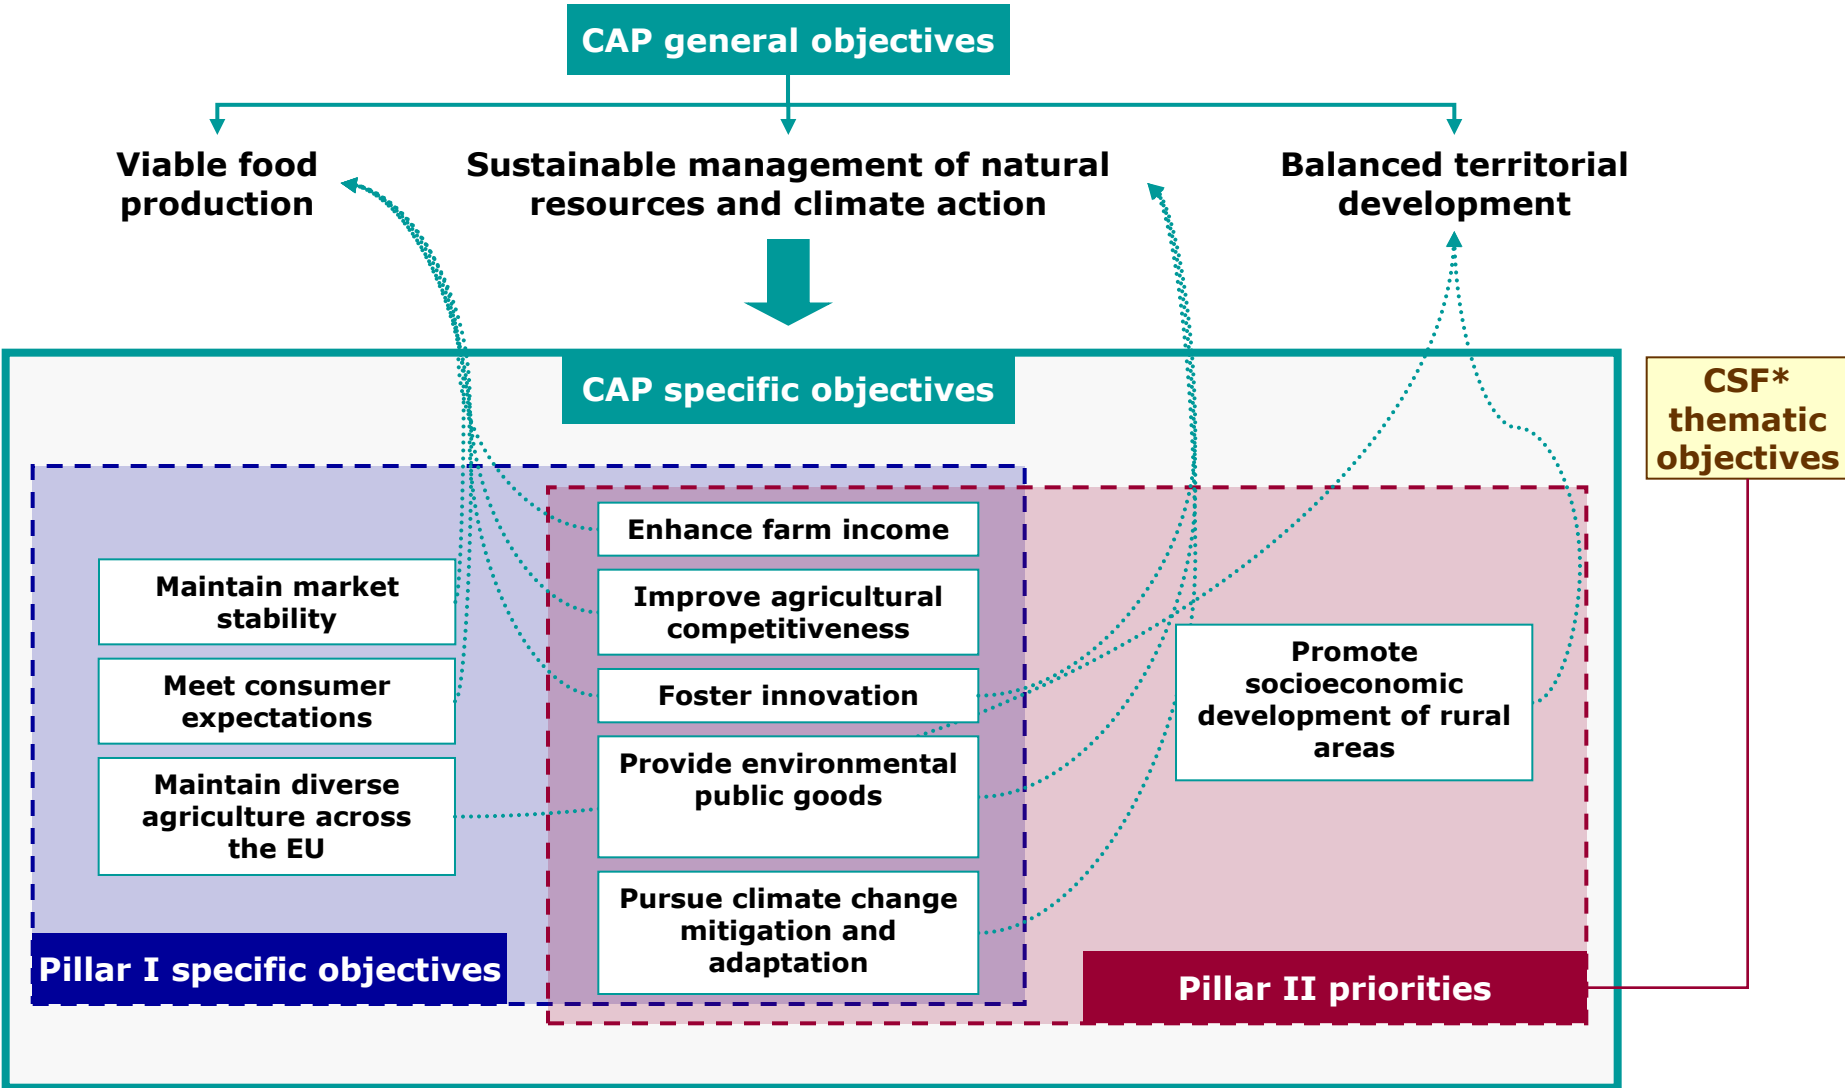 CAP general objectives
Viable food
production
Sustainable management of natural
resources and climate action
Balanced territorial
development
CAP specific objectives
CSF*
thematic
objectives
Enhance farm income
Maintain market
stability
Improve agricultural
competitiveness
Meet consumer
expectations
Foster innovation
Promote
socioeconomic
development of rural
areas
Maintain diverse
agriculture across
the EU
Provide environmental
public goods
Pursue climate change
mitigation and
adaptation
Pillar I specific objectives
Pillar II priorities